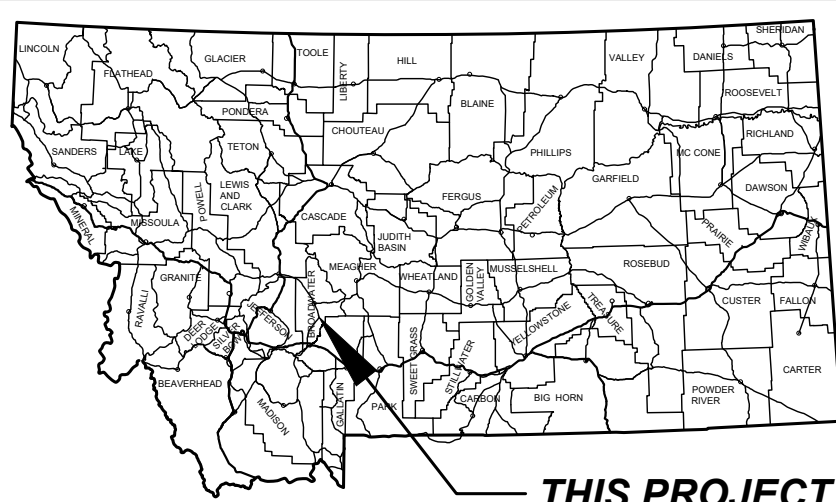 SHERIDAN
LINCOLN
GLACIER
TOOLE
LIBERTY
HILL
VALLEY
DANIELS
FLATHEAD
ROOSEVELT
PONDERA
BLAINE
CHOUTEAU
RICHLAND
SANDERS
LAKE
TETON
PHILLIPS
MC CONE
GARFIELD
DAWSON
POWELL
LEWIS
AND
CLARK
FERGUS
PETROLEUM
MINERAL
MISSOULA
CASCADE
JUDITH
BASIN
PRAIRIE
WIBAUX
GRANITE
BROADWATER
MEAGHER
WHEATLAND
GOLDEN
VALLEY
MUSSELSHELL
ROSEBUD
RAVALLI
JEFFERSON
TREASURE
CUSTER
FALLON
DEER
LODGE
SILVER
BOW
YELLOWSTONE
SWEET GRASS
STILLWATER
BEAVERHEAD
MADISON
GALLATIN
PARK
CARBON
BIG HORN
POWDER
RIVER
CARTER
THIS PROJECT